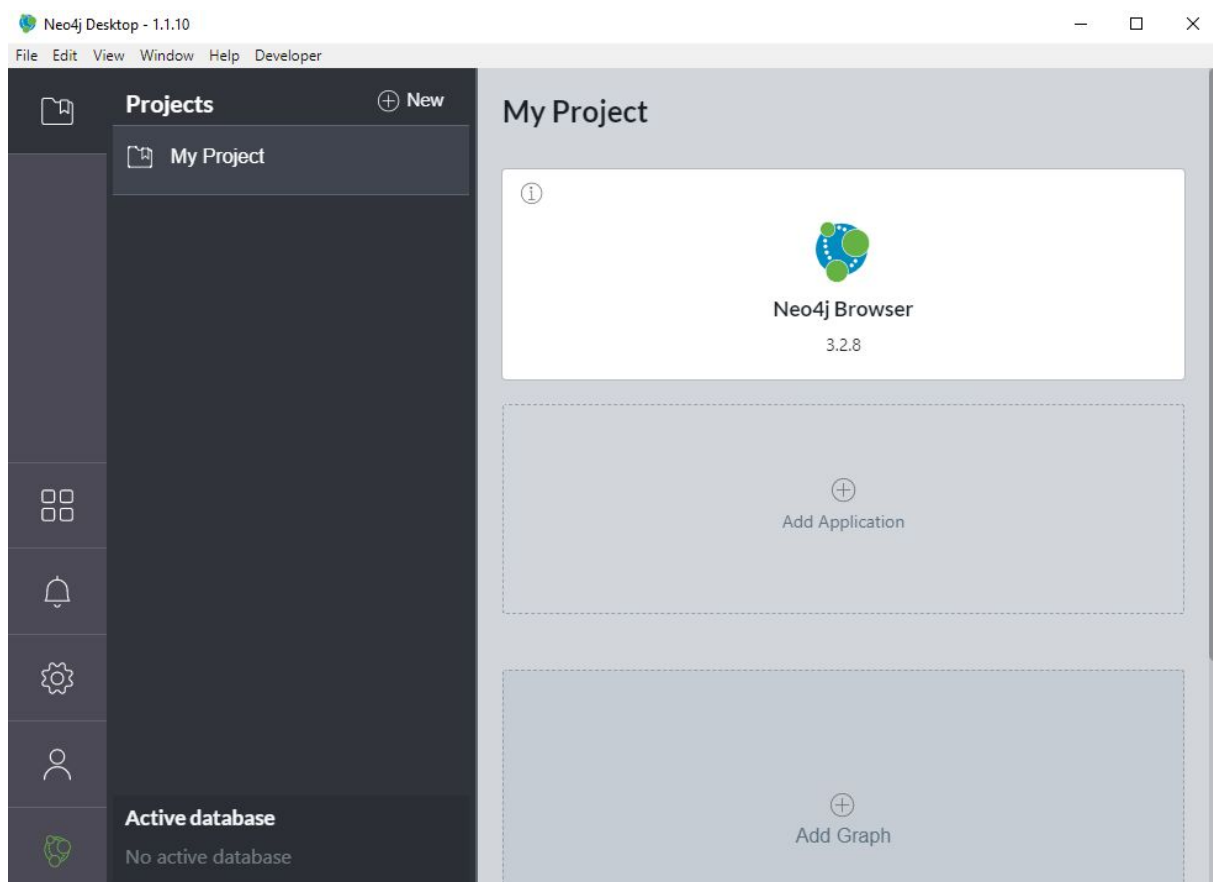 Neo4j Desktop - 1.1.10
File Edit View Window Help Developer
Projects
New
My Project
Active database
No active database
My Project
Neo4j Browser
3.2.8
Add Application
Add Graph